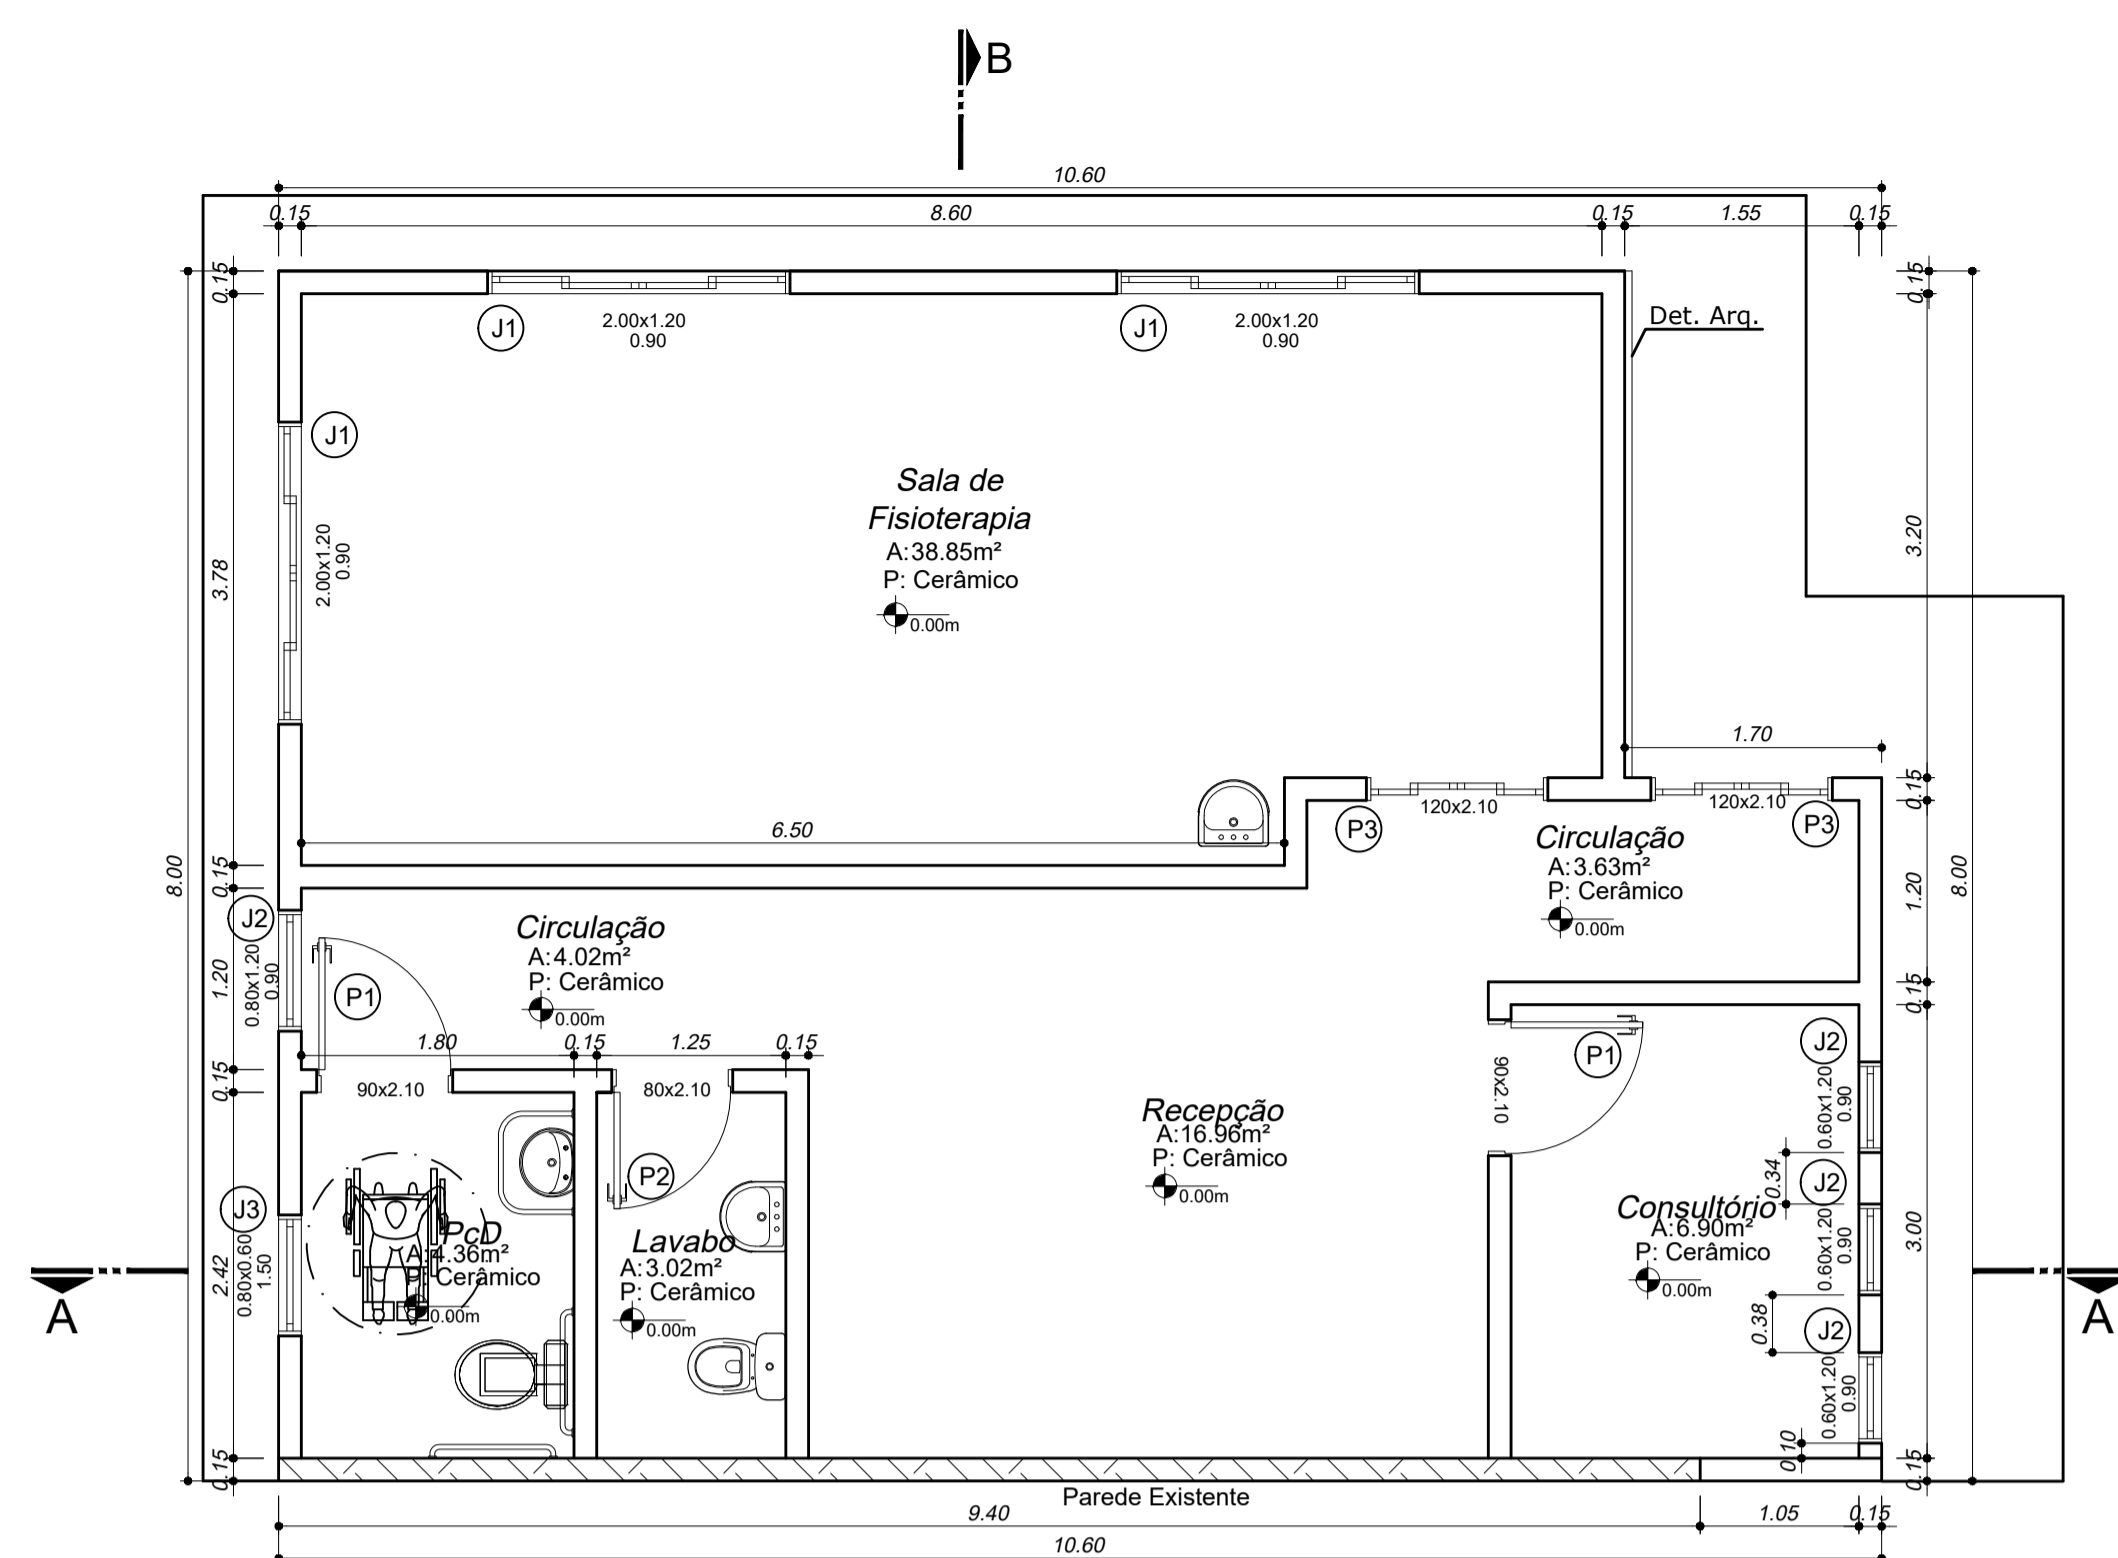 B
10.60
0.15
8.60
0.15
1.55
0.15
0.15
0.15
Det. Arq.
J1
2.00x1.20
0.90
J1
2.00x1.20
0.90
J1
2.00x1.20
0.90
3.78
3.20
Sala de
Fisioterapia
A:38.85m²
P: Cerâmico
0.00m
1.70
0.15
120x2.10
120x2.10
P3
P3
6.50
Circulação
A:3.63m²
P: Cerâmico
0.00m
8.00
0.15
1.20
8.00
J2
0.80x1.20
0.90
1.20
Circulação
A:4.02m²
P: Cerâmico
0.00m
P1
0.15
1.80
0.15
1.25
0.15
P1
J2
0.15
90x2.10
80x2.10
90x2.10
0.60x1.20
0.90
Recepção
A:16.96m²
P: Cerâmico
0.00m
P2
0.34
J2
J3
0.80x0.60
1.50
2.42
PcD
A:4.36m²
P: Cerâmico
0.00m
Lavabo
A:3.02m²
P: Cerâmico
0.00m
Consultório
A:6.90m²
P: Cerâmico
0.00m
0.60x1.20
0.90
3.00
A
A
0.38
J2
0.60x1.20
0.90
0.10
0.15
0.15
Parede Existente
9.40
1.05
0.15
10.60